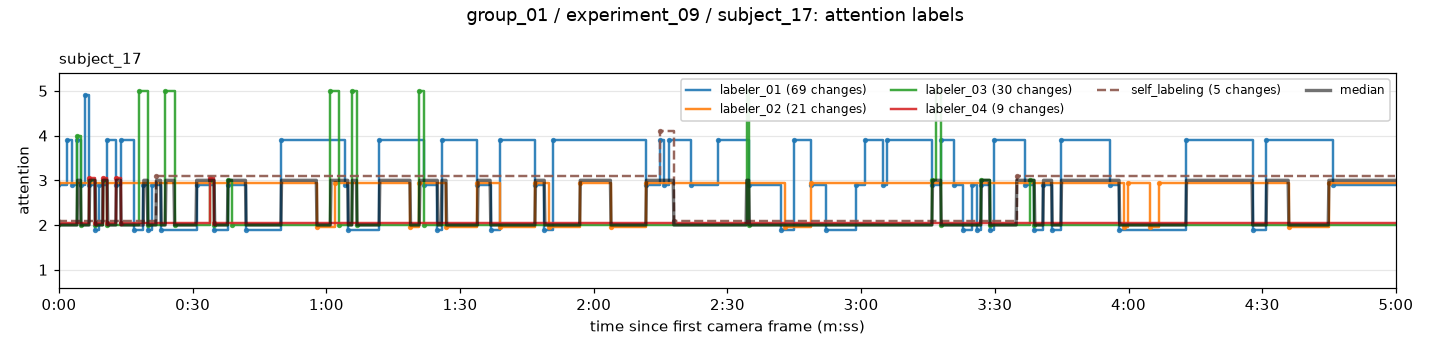 group_01 / experiment_09 / subject_17: attention labels
subject_17
labeler_01 (69 changes) labeler_03 (30 changes) self_labeling (5 changes) median
labeler_02 (21 changes) labeler_04 (9 changes)
5
4
3
2
1
attention
0:00 0:30 1:00 1:30 2:00 2:30 3:00 3:30 4:00 4:30 5:00
time since first camera frame (m:ss)